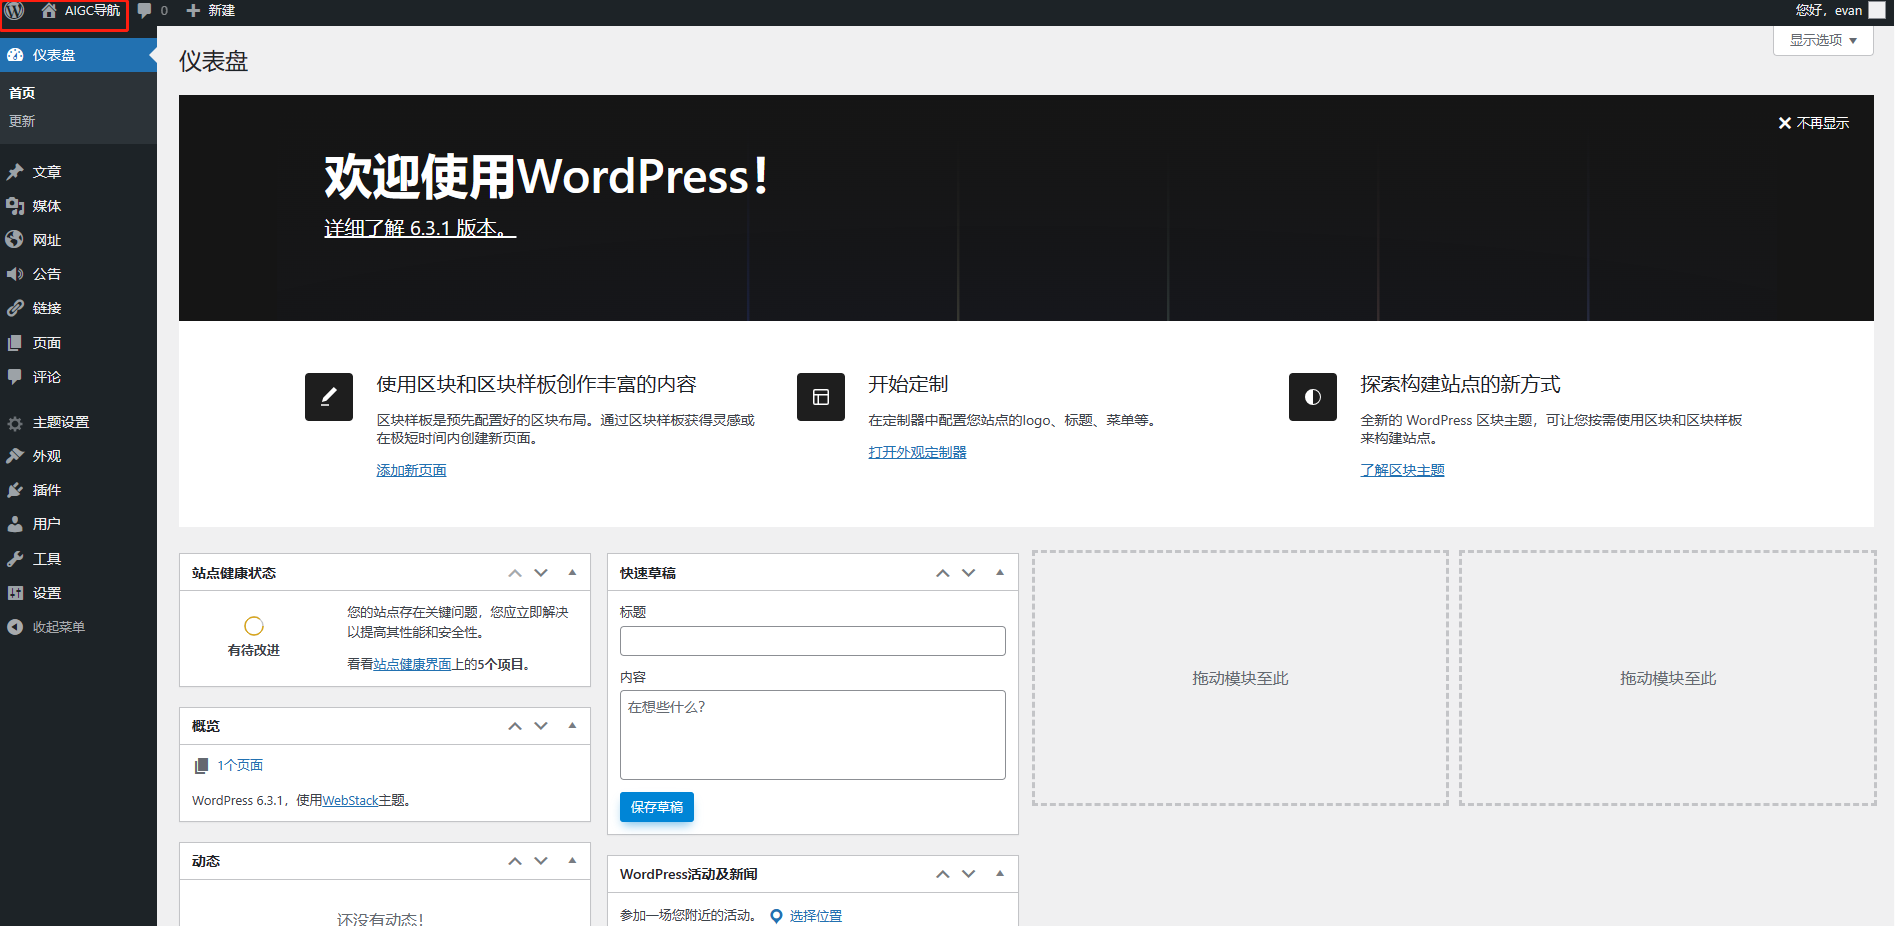 AIGC导航
0
新建
您好，evan
显示选项
仪表盘
首页
更新
文章
媒体
网址
公告
链接
页面
评论
主题设置
外观
插件
用户
工具
设置
收起菜单
仪表盘
不再显示
欢迎使用WordPress！
详细了解 6.3.1 版本。
使用区块和区块样板创作丰富的内容
区块样板是预先配置好的区块布局。通过区块样板获得灵感或
在极短时间内创建新页面。
添加新页面
开始定制
在定制器中配置您站点的logo、标题、菜单等。
打开外观定制器
探索构建站点的新方式
全新的 WordPress 区块主题，可让您按需使用区块和区块样板
来构建站点。
了解区块主题
站点健康状态
有待改进
您的站点存在关键问题，您应立即解决
以提高其性能和安全性。
看看站点健康界面上的5个项目。
概览
1个页面
WordPress 6.3.1，使用WebStack主题。
动态
还没有动态！
快速草稿
标题
内容
在想些什么？
保存草稿
WordPress活动及新闻
参加一场您附近的活动。 选择位置
拖动模块至此
拖动模块至此